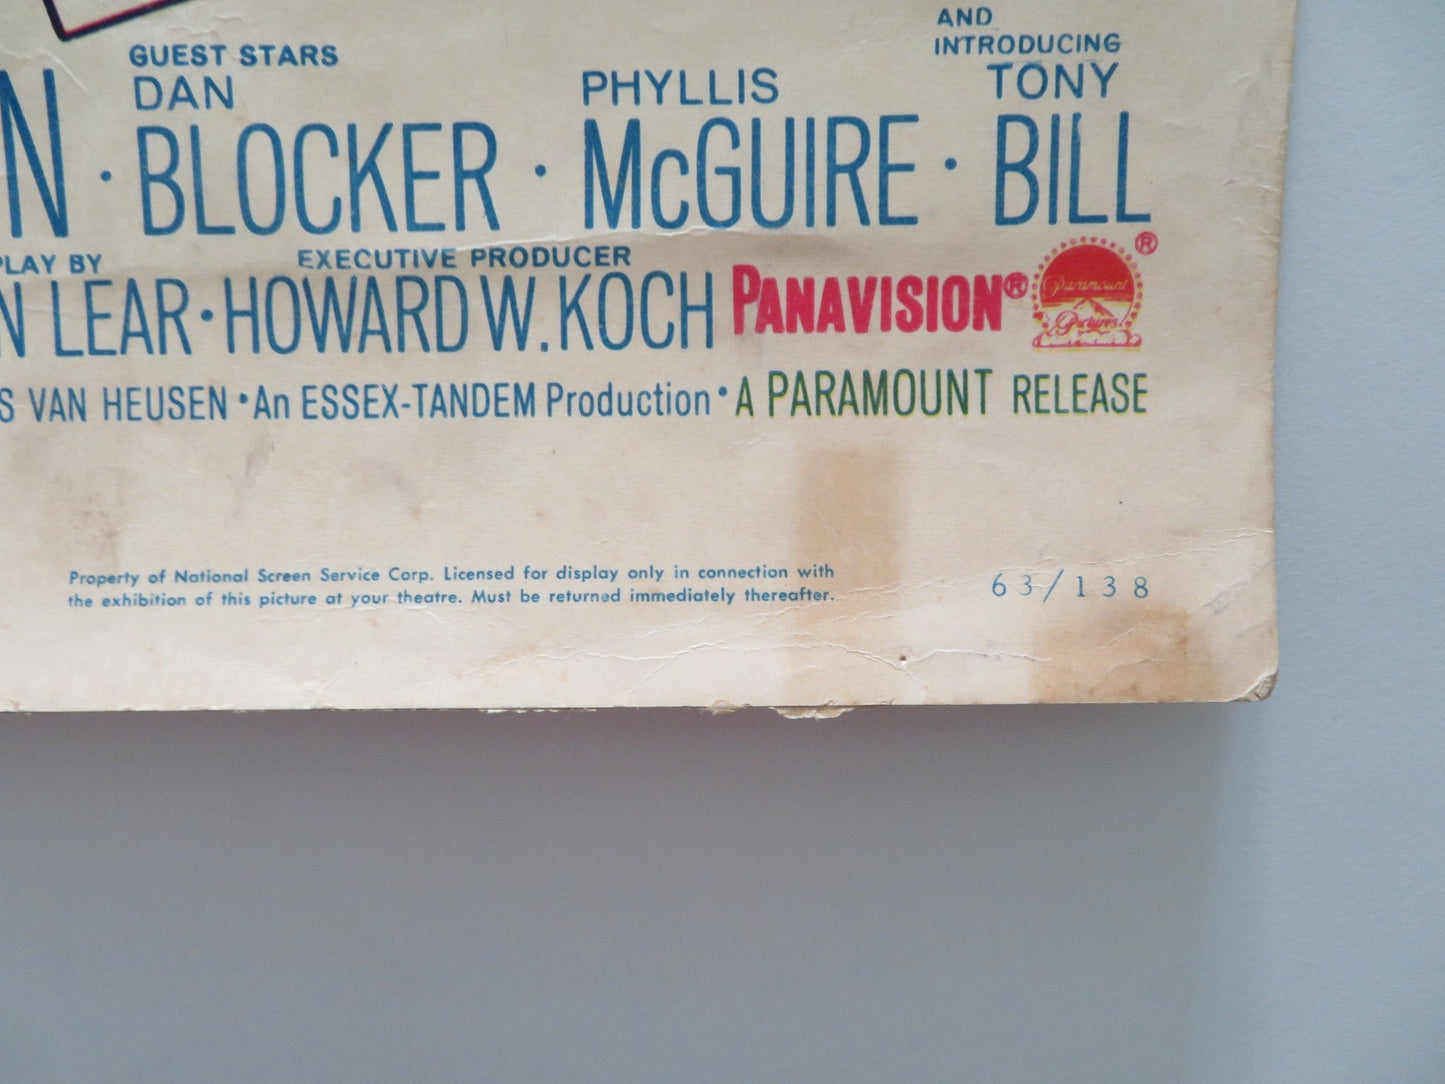 AND
GUEST STARS INTRODUCING
DAN PHYLLIS TONY
N · BLOCKER · McGUIRE · BILL
PLAY BY EXECUTIVE PRODUCER
N LEAR · HOWARD W. KOCH PANAVISION® Paramount Pictures ®
S VAN HEUSEN • An ESSEX-TANDEM Production • A PARAMOUNT RELEASE
Property of National Screen Service Corp. Licensed for display only in connection with
the exhibition of this picture at your theatre. Must be returned immediately thereafter.
63/138